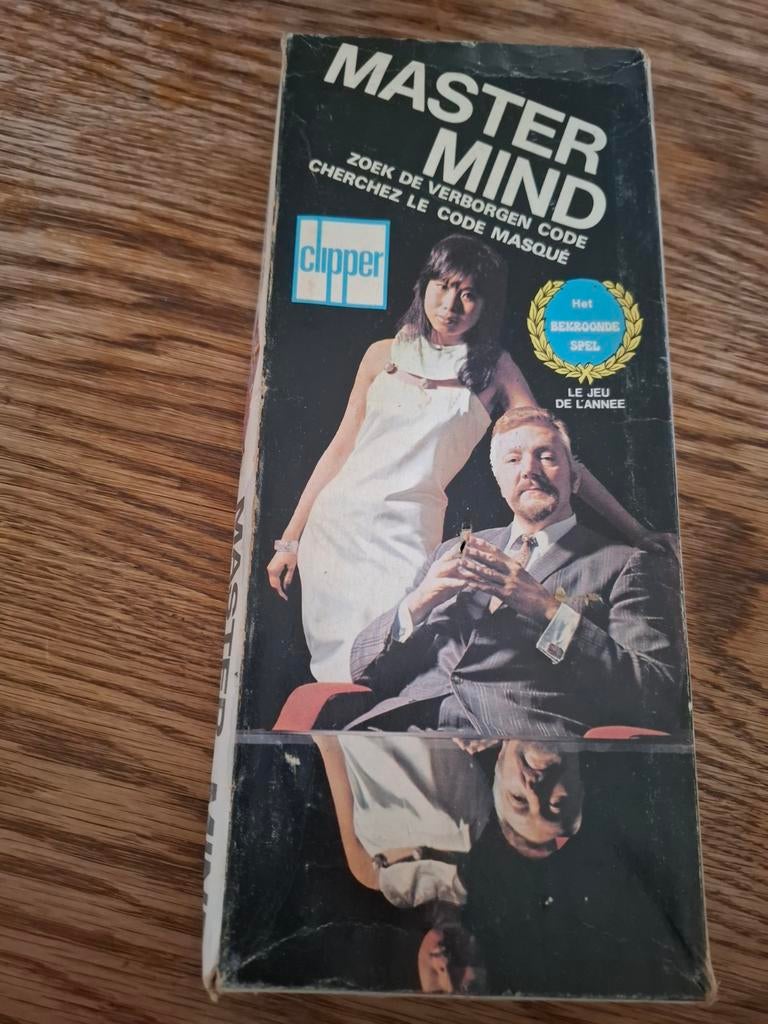 MASTER
MIND
ZOEK DE VERBORGEN CODE
CHERCHEZ LE CODE MASQUÉ
clipper
Het
BEKROONDE
SPEL
LE JEU
DE L'ANNEE
MASTER MIN